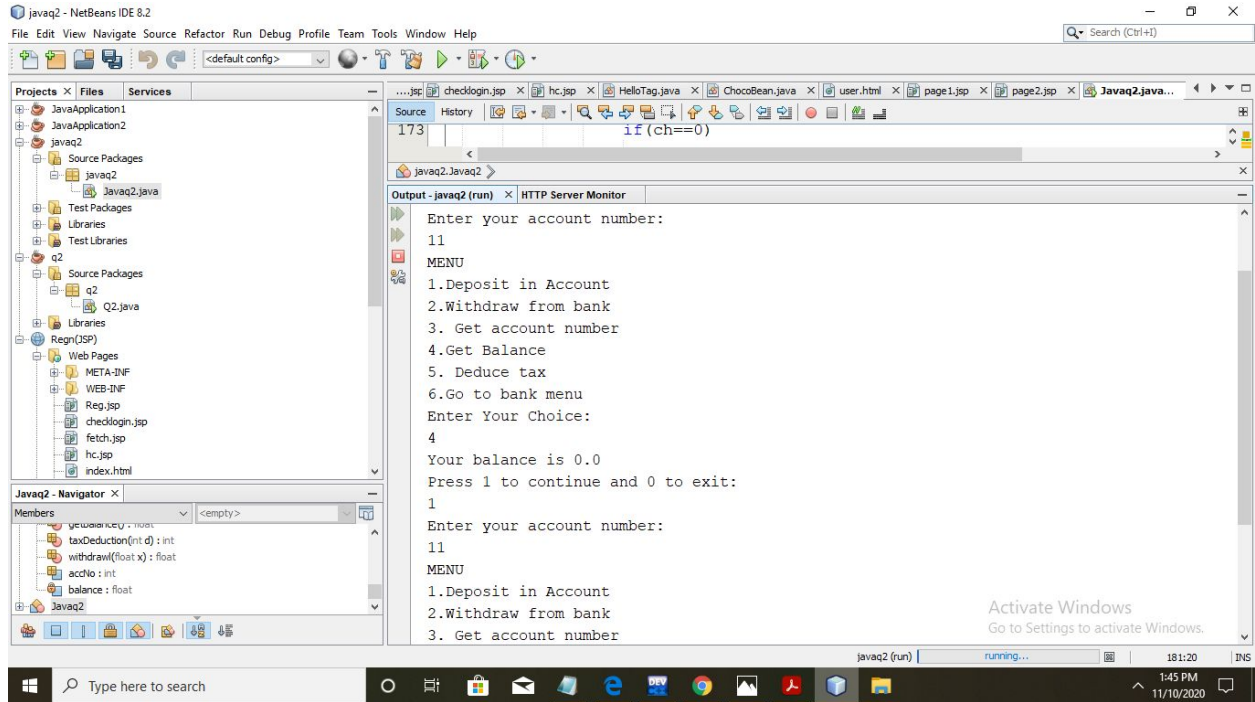 javaq2 - NetBeans IDE 8.2
File Edit View Navigate Source Refactor Run Debug Profile Team Tools Window Help
Search (Ctrl+I)
<default config>
Projects Files Services
JavaApplication1
JavaApplication2
javaq2
Source Packages
javaq2
Javaq2.java
Test Packages
Libraries
Test Libraries
q2
Source Packages
q2
Q2.java
Libraries
Regn(JSP)
Web Pages
META-INF
WEB-INF
Reg.jsp
checklogin.jsp
fetch.jsp
hc.jsp
index.html
Javaq2 - Navigator
Members <empty>
getbalance() : float
taxDeduction(int d) : int
withdrawl(float x) : float
accNo : int
balance : float
Javaq2
....jsp checklogin.jsp hc.jsp HelloTag.java ChocoBean.java user.html page1.jsp page2.jsp Javaq2.java...
Source History
173 if(ch==0)
javaq2.Javaq2
Output - javaq2 (run) HTTP Server Monitor
Enter your account number:
11
MENU
1.Deposit in Account
2.Withdraw from bank
3. Get account number
4.Get Balance
5. Deduce tax
6.Go to bank menu
Enter Your Choice:
4
Your balance is 0.0
Press 1 to continue and 0 to exit:
1
Enter your account number:
11
MENU
1.Deposit in Account
2.Withdraw from bank
3. Get account number
Activate Windows
Go to Settings to activate Windows.
javaq2 (run) running... 181:20 INS
Type here to search
DEV
1:45 PM
11/10/2020